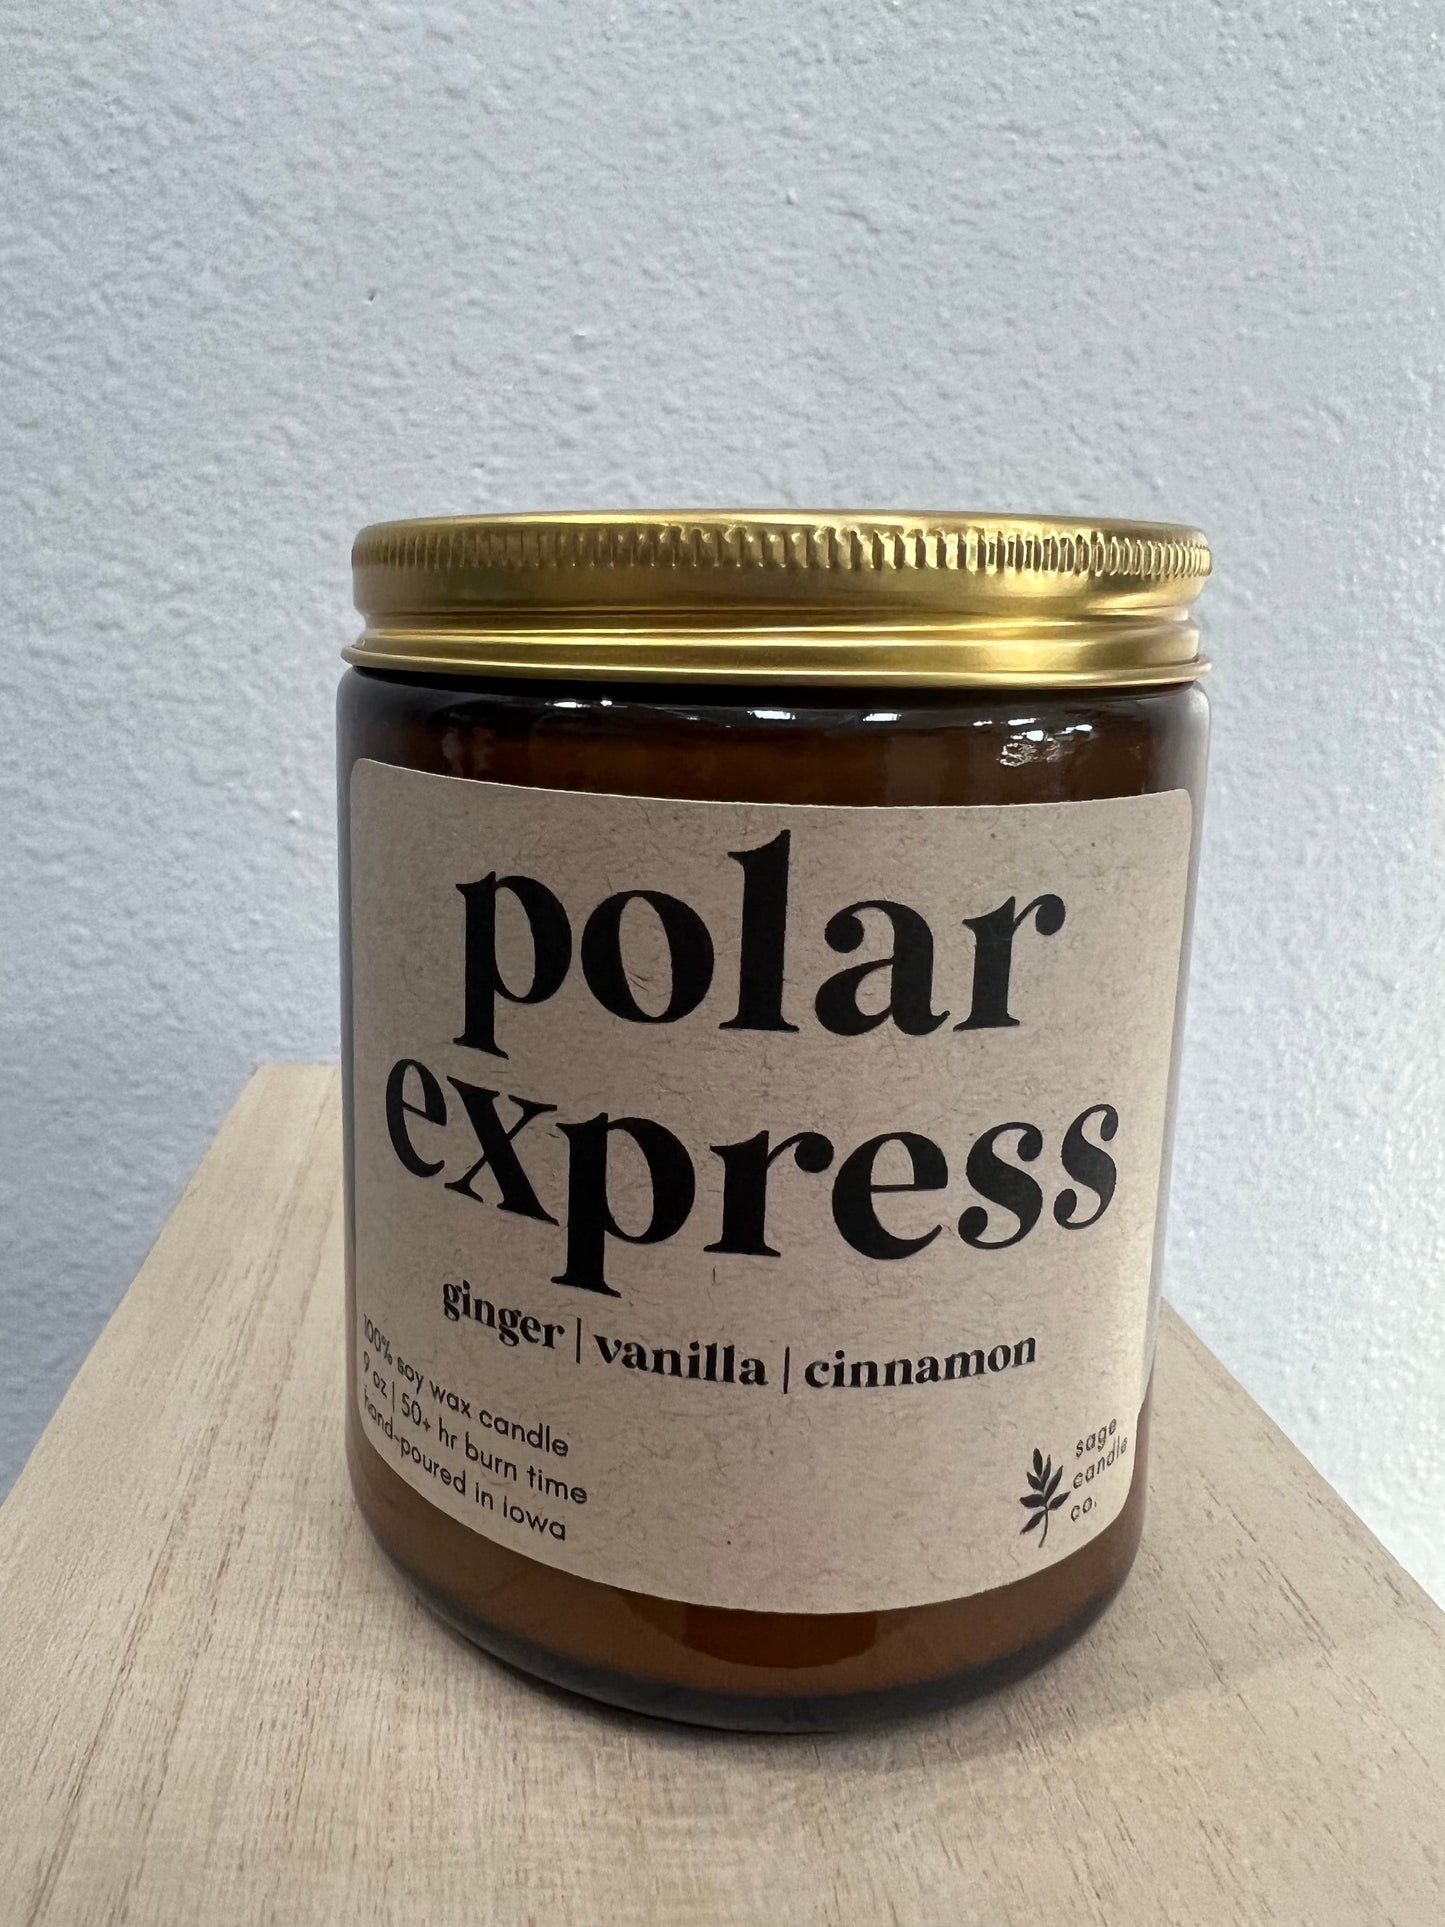 polar
express
ginger | vanilla | cinnamon
100% soy wax candle
9 oz | 50+ hr burn time
hand-poured in iowa
sage
candle
co.